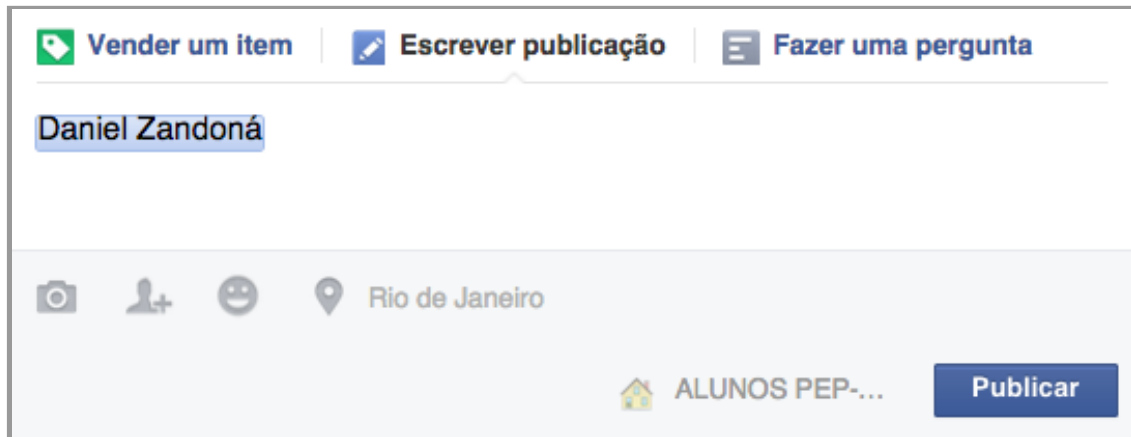 Vender um item Escrever publicação Fazer uma pergunta
Daniel Zandoná
Rio de Janeiro
ALUNOS PEP-... Publicar